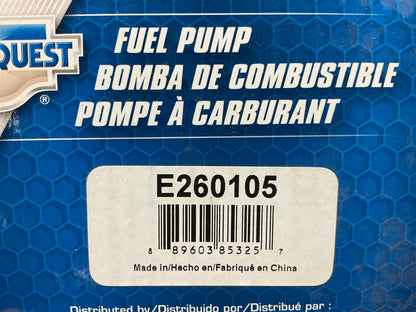 QUEST
®
FUEL PUMP
BOMBA DE COMBUSTIBLE
POMPE À CARBURANT
E260105
8 89603 85325 7
Made in/Hecho en/Fabriqué en China
Distributed by/Distribuido por/Distribué par :